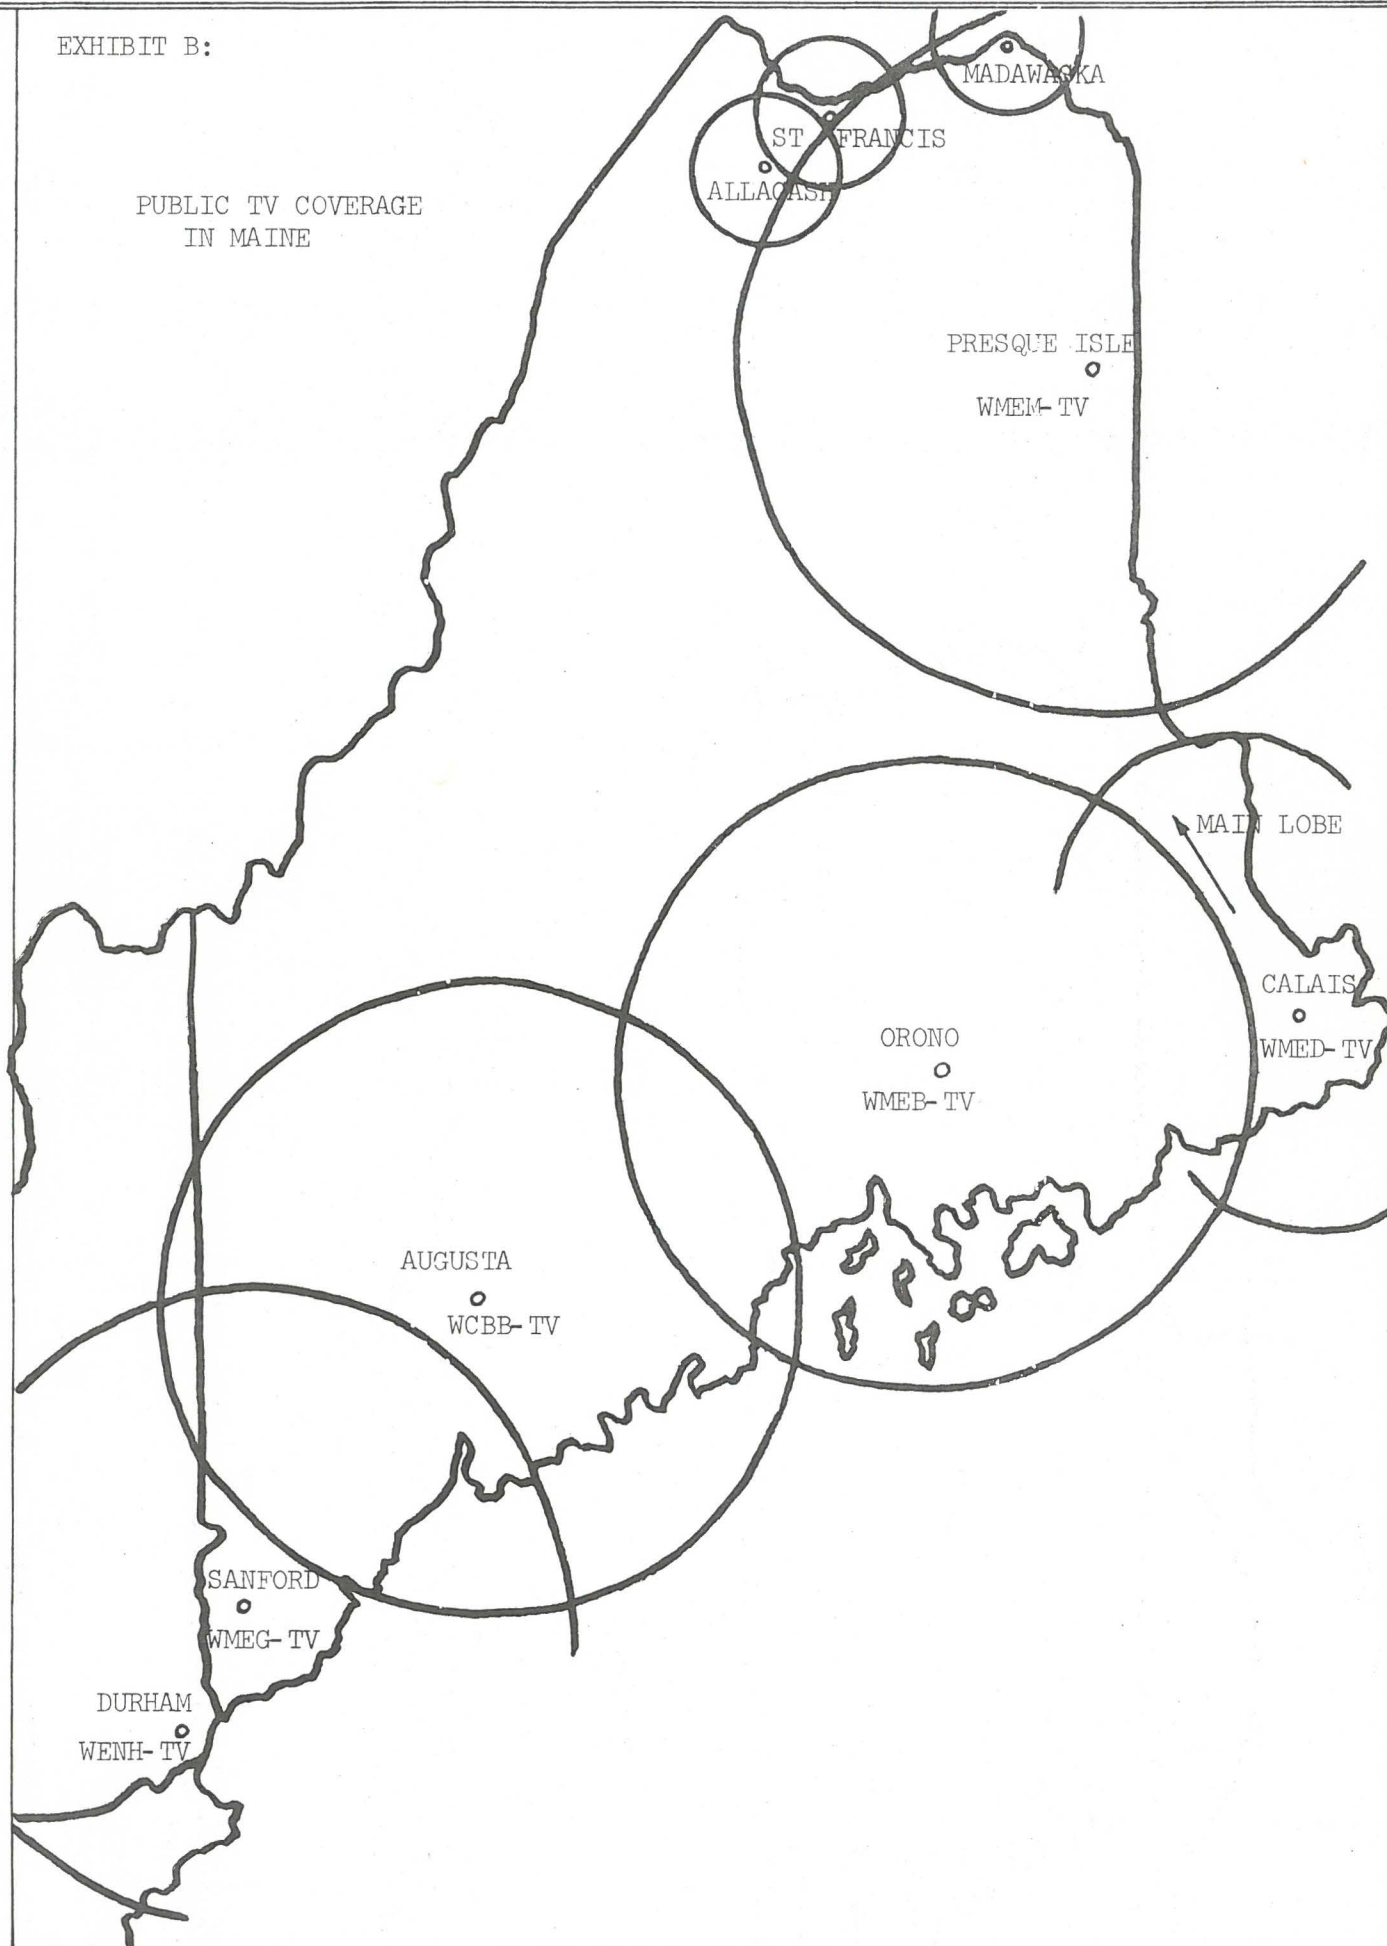 EXHIBIT B:
MADAWASKA
ST FRANCIS
ALLAGASH
PUBLIC TV COVERAGE
IN MAINE
PRESQUE ISLE
WMEM-TV
MAIN LOBE
CALAIS
WMED-TV
ORONO
WMEB-TV
AUGUSTA
WCBB-TV
SANFORD
WMEG-TV
DURHAM
WENH-TV